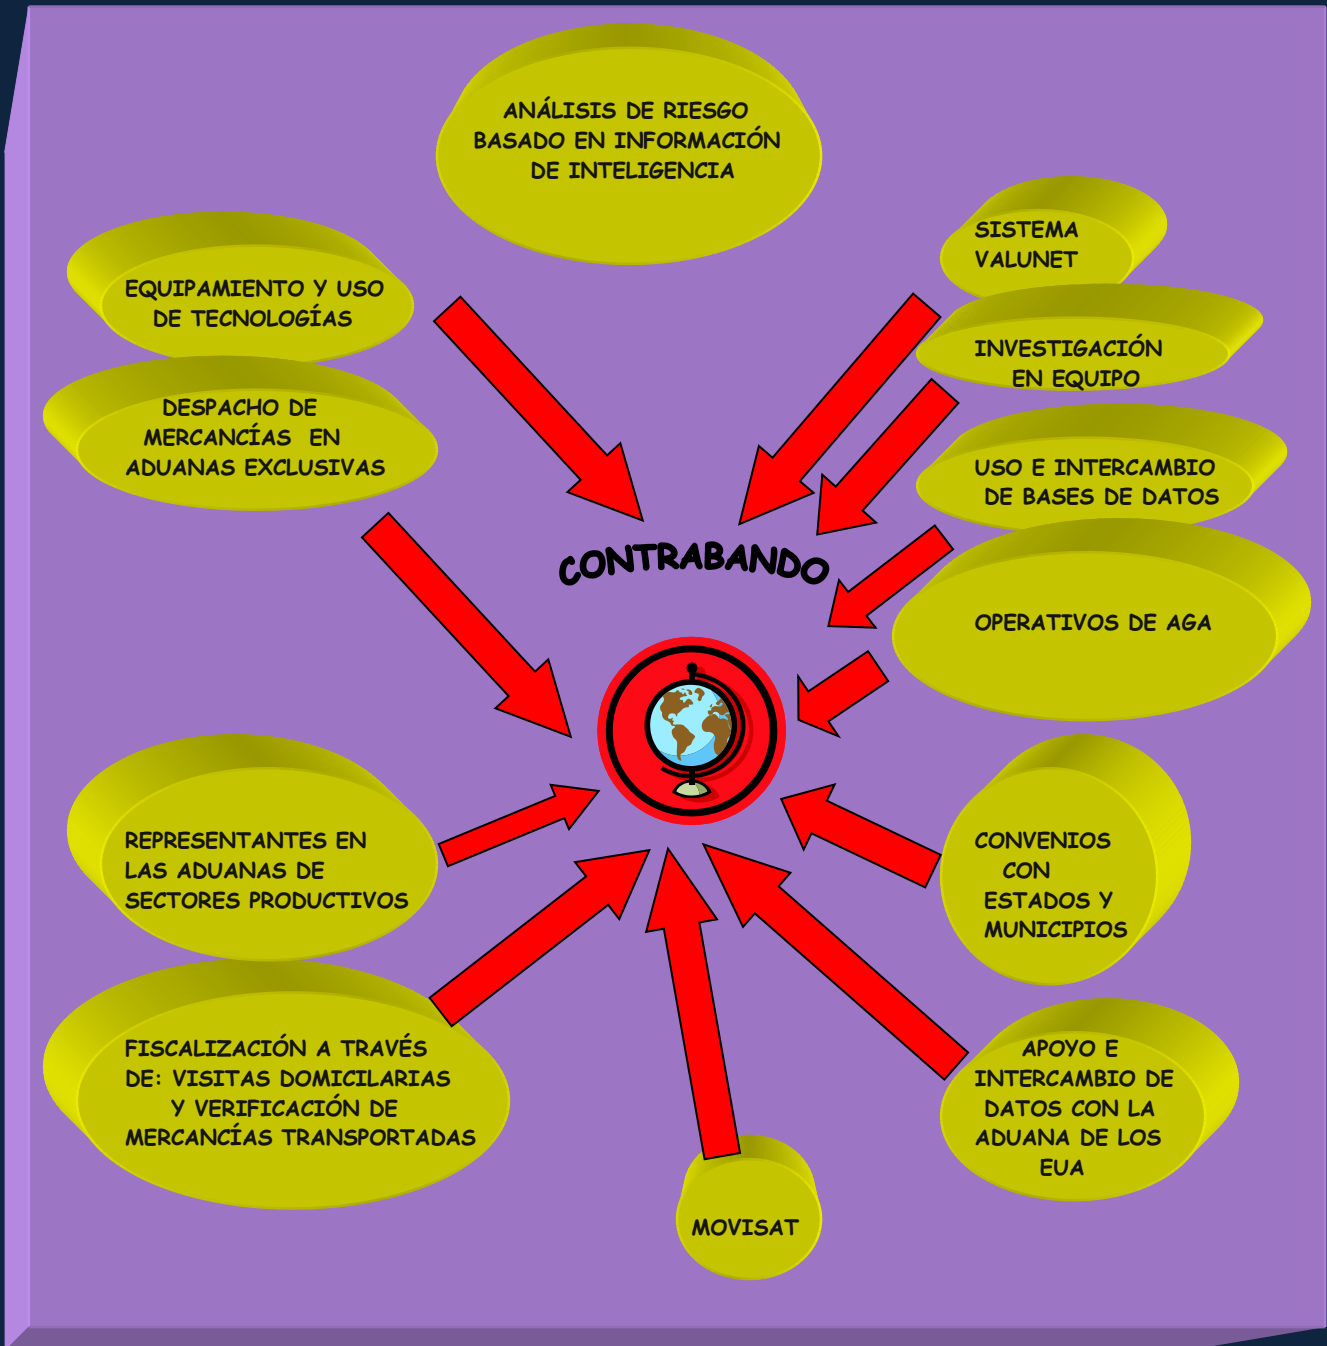 ANÁLISIS DE RIESGO
BASADO EN INFORMACIÓN
DE INTELIGENCIA
EQUIPAMIENTO Y USO
DE TECNOLOGÍAS
DESPACHO DE
MERCANCÍAS EN
ADUANAS EXCLUSIVAS
SISTEMA
VALUNET
INVESTIGACIÓN
EN EQUIPO
USO E INTERCAMBIO
DE BASES DE DATOS
OPERATIVOS DE AGA
CONTRABANDO
REPRESENTANTES EN
LAS ADUANAS DE
SECTORES PRODUCTIVOS
FISCALIZACIÓN A TRAVÉS
DE: VISITAS DOMICILARIAS
Y VERIFICACIÓN DE
MERCANCÍAS TRANSPORTADAS
CONVENIOS
CON
ESTADOS Y
MUNICIPIOS
APOYO E
INTERCAMBIO DE
DATOS CON LA
ADUANA DE LOS
EUA
MOVISAT